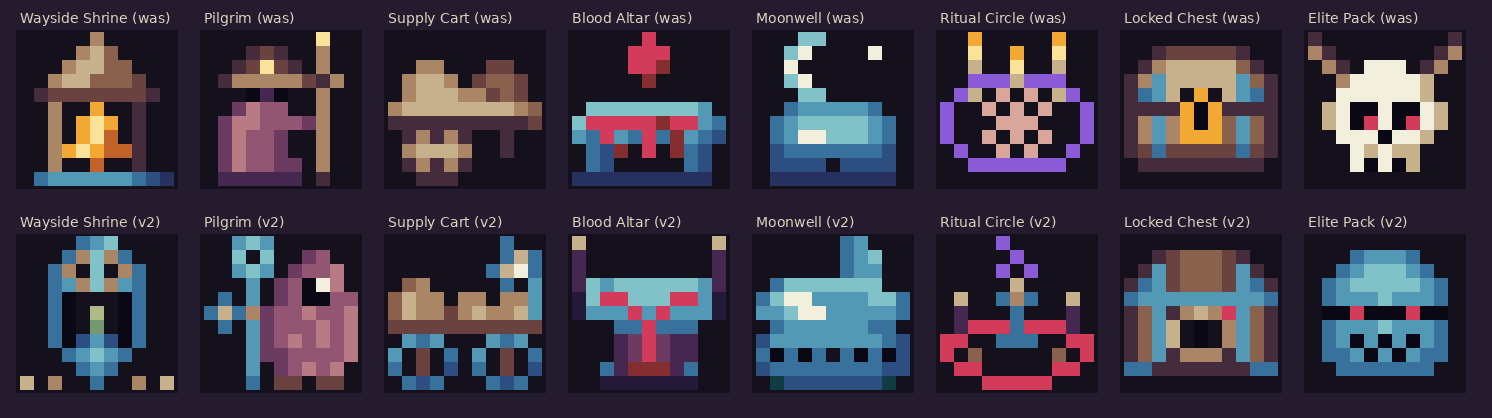 Wayside Shrine (was) Pilgrim (was) Supply Cart (was) Blood Altar (was) Moonwell (was) Ritual Circle (was) Locked Chest (was) Elite Pack (was)
Wayside Shrine (v2) Pilgrim (v2) Supply Cart (v2) Blood Altar (v2) Moonwell (v2) Ritual Circle (v2) Locked Chest (v2) Elite Pack (v2)